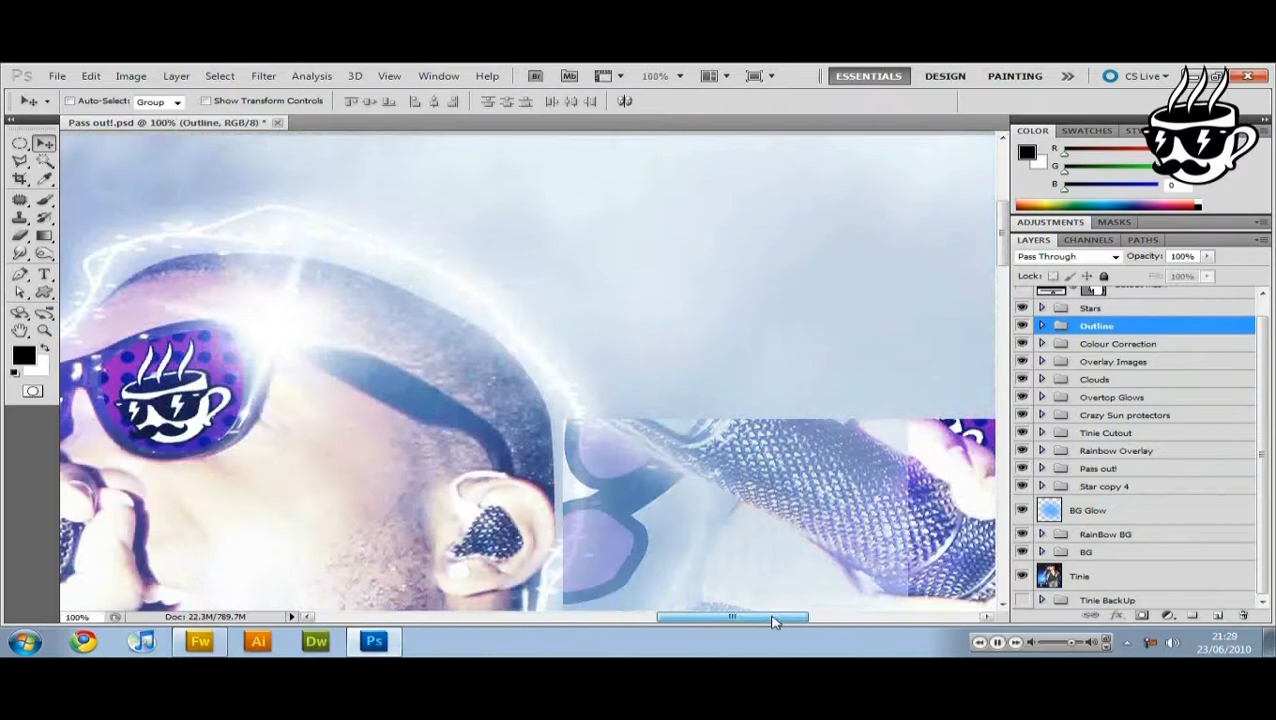 Ps File Edit Image Layer Select Filter Analysis 3D View Window Help Br Mb 100% ESSENTIALS DESIGN PAINTING CS Live
Auto-Select: Group Show Transform Controls
Pass out!.psd @ 100% (Outline, RGB/8) *
COLOR SWATCHES
R
G
B 0
ADJUSTMENTS MASKS
LAYERS CHANNELS PATHS
Pass Through Opacity: 100%
Lock: Fill: 100%
Stars
Outline
Colour Correction
Overlay Images
Clouds
Overtop Glows
Crazy Sun protectors
Tinie Cutout
Rainbow Overlay
Pass out!
Star copy 4
BG Glow
RainBow BG
BG
Tinie
Tinie BackUp
100% Doc: 22.3M/789.7M
Fw Ai Dw Ps
21:29
23/06/2010